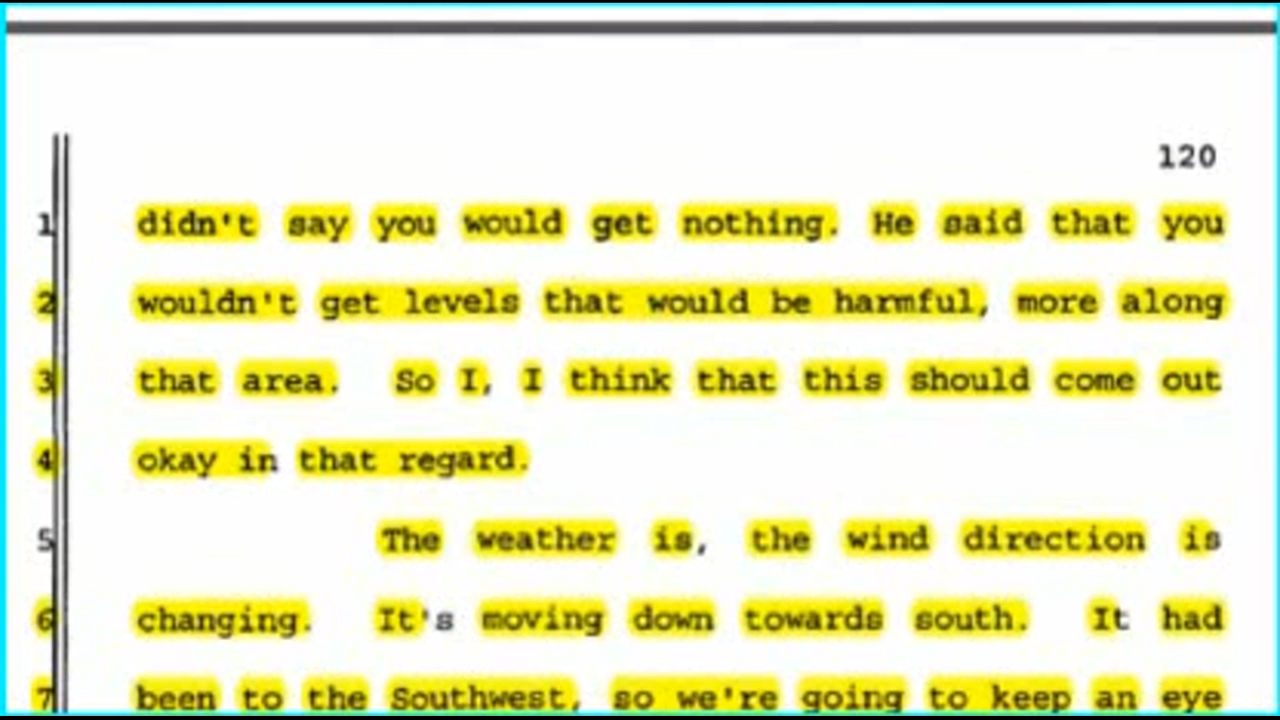 120
1 didn't say you would get nothing. He said that you
2 wouldn't get levels that would be harmful, more along
3 that area. So I, I think that this should come out
4 okay in that regard.
5 The weather is, the wind direction is
6 changing. It's moving down towards south. It had
7 been to the Southwest, so we're going to keep an eye